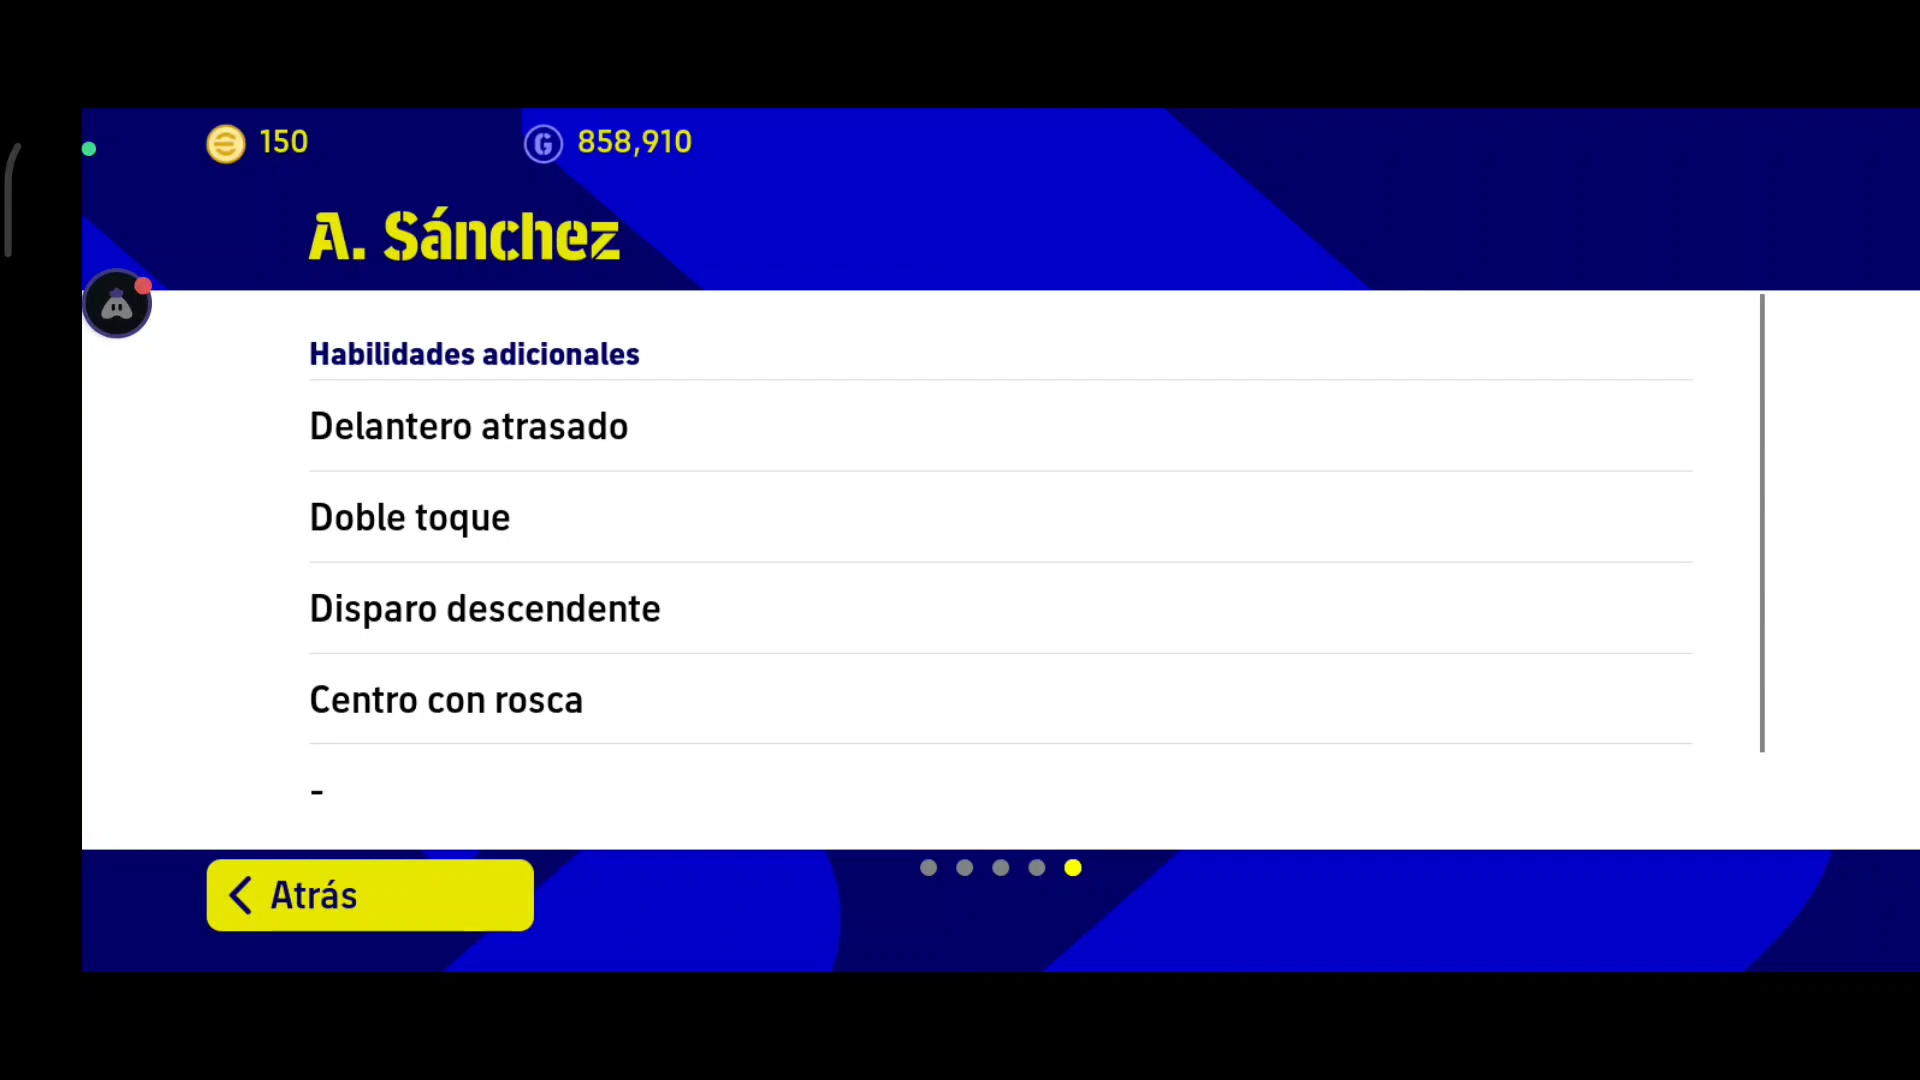 150
G 858,910
A. Sánchez
Habilidades adicionales
Delantero atrasado
Doble toque
Disparo descendente
Centro con rosca
-
Atrás